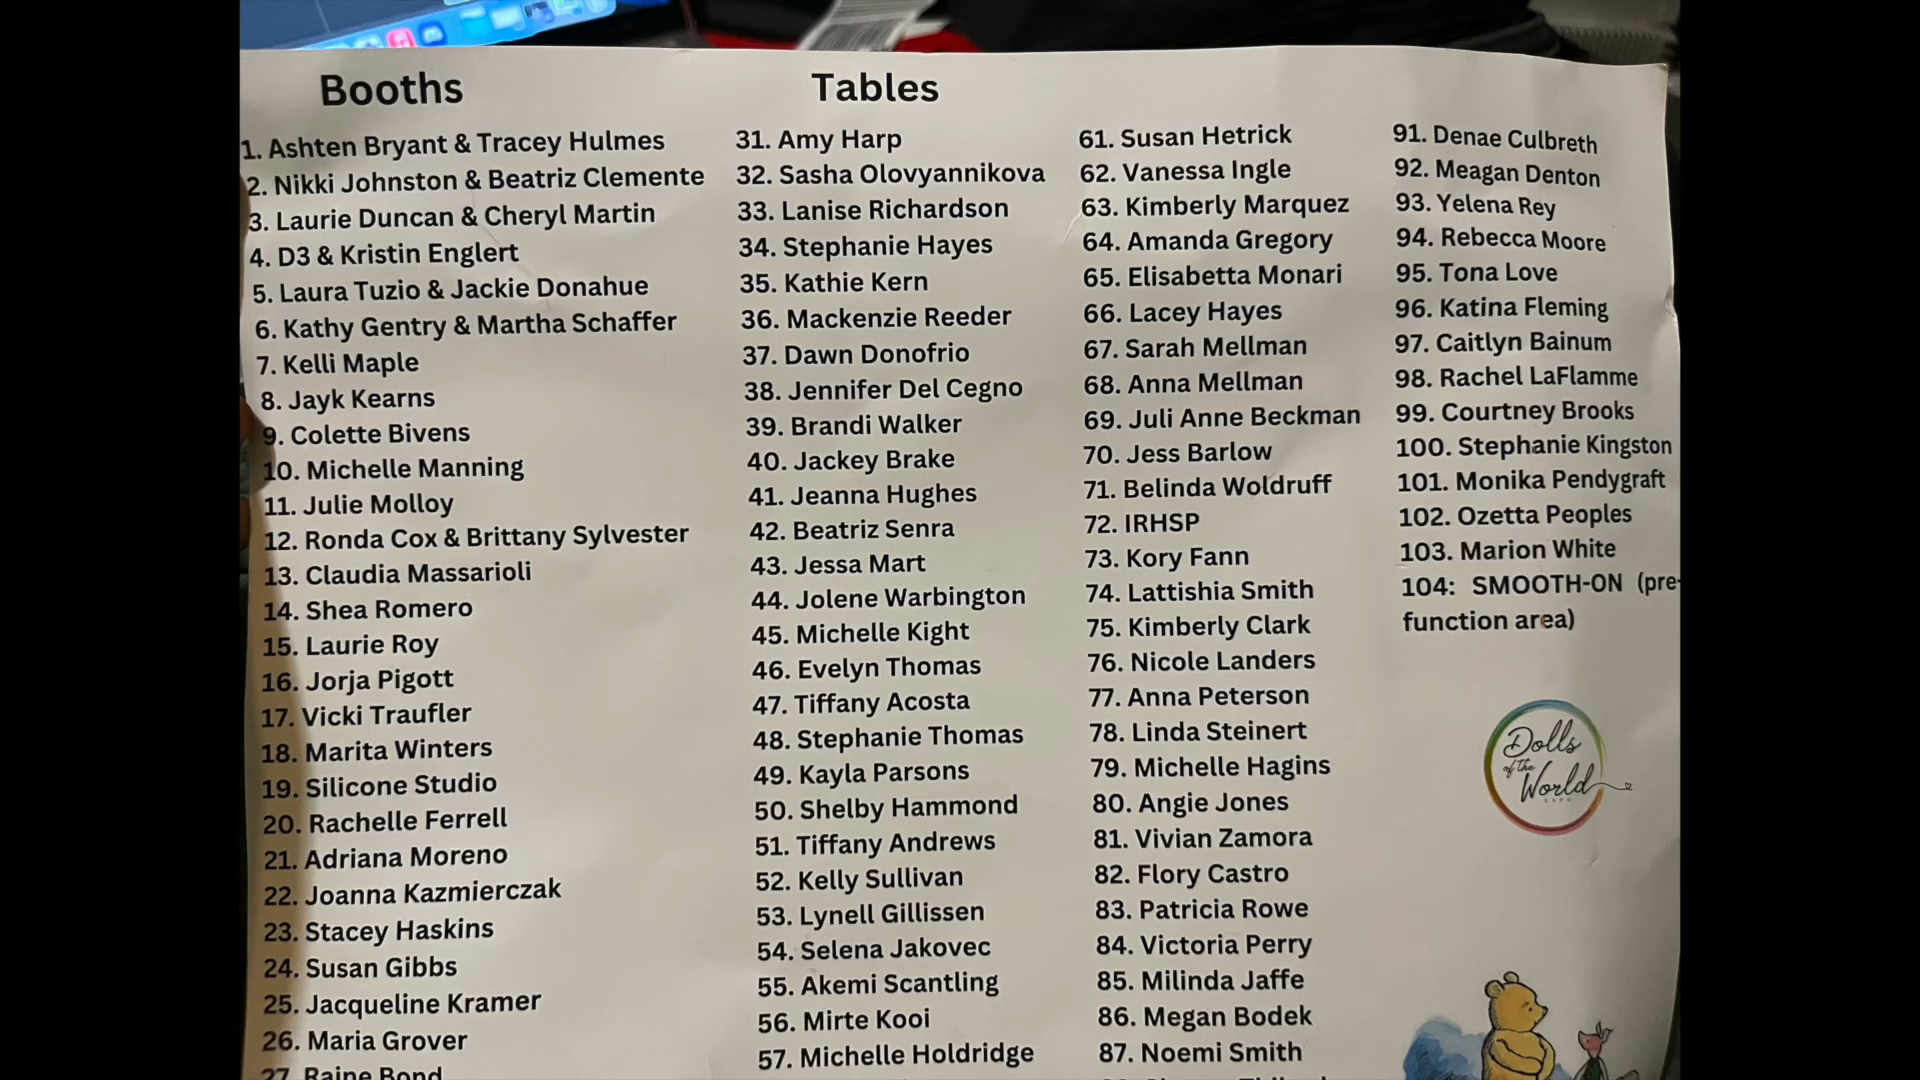 Booths
1. Ashten Bryant & Tracey Hulmes
2. Nikki Johnston & Beatriz Clemente
3. Laurie Duncan & Cheryl Martin
4. D3 & Kristin Englert
5. Laura Tuzio & Jackie Donahue
6. Kathy Gentry & Martha Schaffer
7. Kelli Maple
8. Jayk Kearns
9. Colette Bivens
10. Michelle Manning
11. Julie Molloy
12. Ronda Cox & Brittany Sylvester
13. Claudia Massarioli
14. Shea Romero
15. Laurie Roy
16. Jorja Pigott
17. Vicki Traufler
18. Marita Winters
19. Silicone Studio
20. Rachelle Ferrell
21. Adriana Moreno
22. Joanna Kazmierczak
23. Stacey Haskins
24. Susan Gibbs
25. Jacqueline Kramer
26. Maria Grover
27. Raine Bond
Tables
31. Amy Harp
32. Sasha Olovyannikova
33. Lanise Richardson
34. Stephanie Hayes
35. Kathie Kern
36. Mackenzie Reeder
37. Dawn Donofrio
38. Jennifer Del Cegno
39. Brandi Walker
40. Jackey Brake
41. Jeanna Hughes
42. Beatriz Senra
43. Jessa Mart
44. Jolene Warbington
45. Michelle Kight
46. Evelyn Thomas
47. Tiffany Acosta
48. Stephanie Thomas
49. Kayla Parsons
50. Shelby Hammond
51. Tiffany Andrews
52. Kelly Sullivan
53. Lynell Gillissen
54. Selena Jakovec
55. Akemi Scantling
56. Mirte Kooi
57. Michelle Holdridge
61. Susan Hetrick
62. Vanessa Ingle
63. Kimberly Marquez
64. Amanda Gregory
65. Elisabetta Monari
66. Lacey Hayes
67. Sarah Mellman
68. Anna Mellman
69. Juli Anne Beckman
70. Jess Barlow
71. Belinda Woldruff
72. IRHSP
73. Kory Fann
74. Lattishia Smith
75. Kimberly Clark
76. Nicole Landers
77. Anna Peterson
78. Linda Steinert
79. Michelle Hagins
80. Angie Jones
81. Vivian Zamora
82. Flory Castro
83. Patricia Rowe
84. Victoria Perry
85. Milinda Jaffe
86. Megan Bodek
87. Noemi Smith
91. Denae Culbreth
92. Meagan Denton
93. Yelena Rey
94. Rebecca Moore
95. Tona Love
96. Katina Fleming
97. Caitlyn Bainum
98. Rachel LaFlamme
99. Courtney Brooks
100. Stephanie Kingston
101. Monika Pendygraft
102. Ozetta Peoples
103. Marion White
104: SMOOTH-ON (pre-
function area)
Dolls
of the
World
EXPO